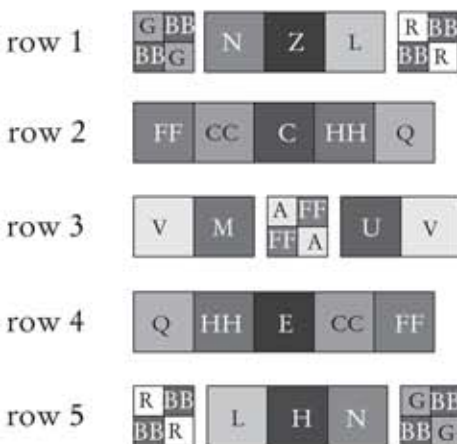 G BB R BB
row 1 N Z L
BB G BB R
row 2 FF CC C HH Q
A FF
row 3 V M U V
FF A
row 4 Q HH E CC FF
R BB G BB
row 5 L H N
BB R BB G